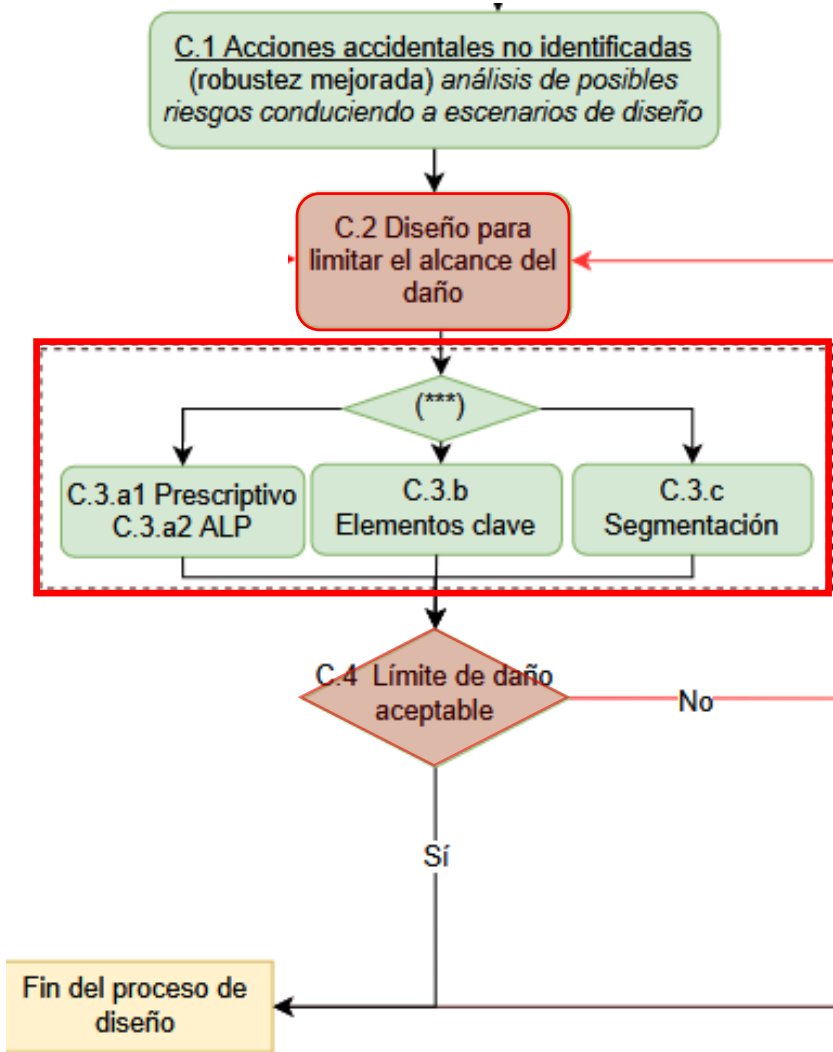 C.1 Acciones accidentales no identificadas
(robustez mejorada) análisis de posibles
riesgos conduciendo a escenarios de diseño
C.2 Diseño para
limitar el alcance del
daño
(***)
C.3.a1 Prescriptivo
C.3.a2 ALP
C.3.b
Elementos clave
C.3.c
Segmentación
C.4 Límite de daño
aceptable
No
Sí
Fin del proceso de
diseño